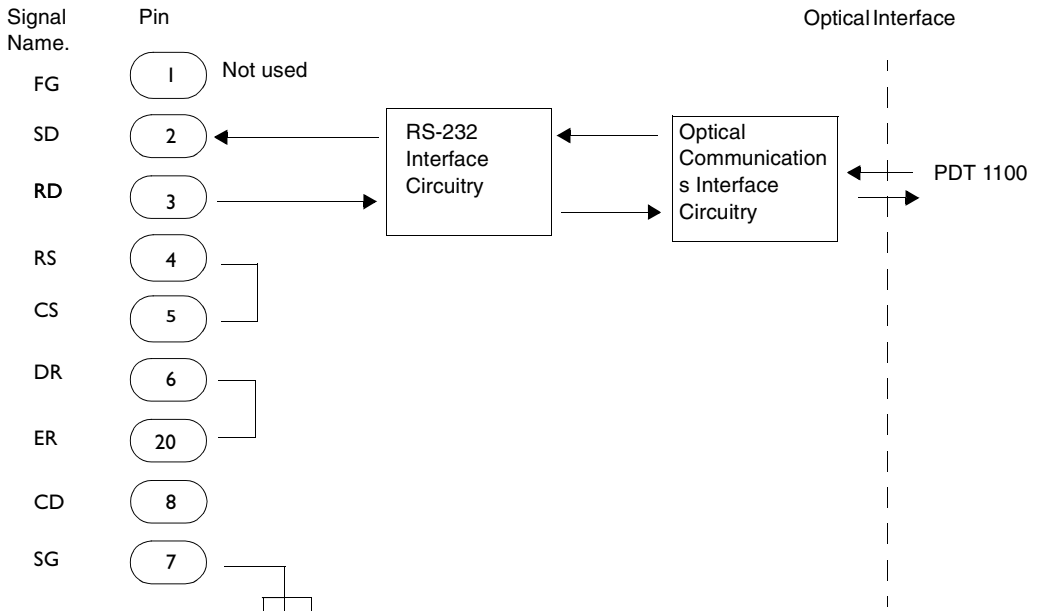 Signal
Name.
Pin
Optical Interface
FG
1
Not used
SD
2
RS-232
Interface
Circuitry
Optical
Communication
s Interface
Circuitry
PDT 1100
RD
3
RS
4
CS
5
DR
6
ER
20
CD
8
SG
7